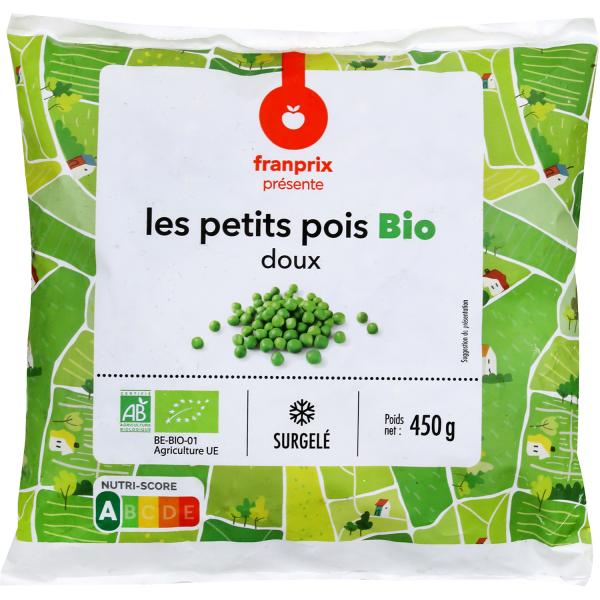 franprix
présente
les petits pois Bio
doux
Suggestion de présentation
CERTIFIÉ
AB
AGRICULTURE
BIOLOGIQUE
BE-BIO-01
Agriculture UE
SURGELÉ
Poids
net : 450 g
NUTRI-SCORE
A B C D E